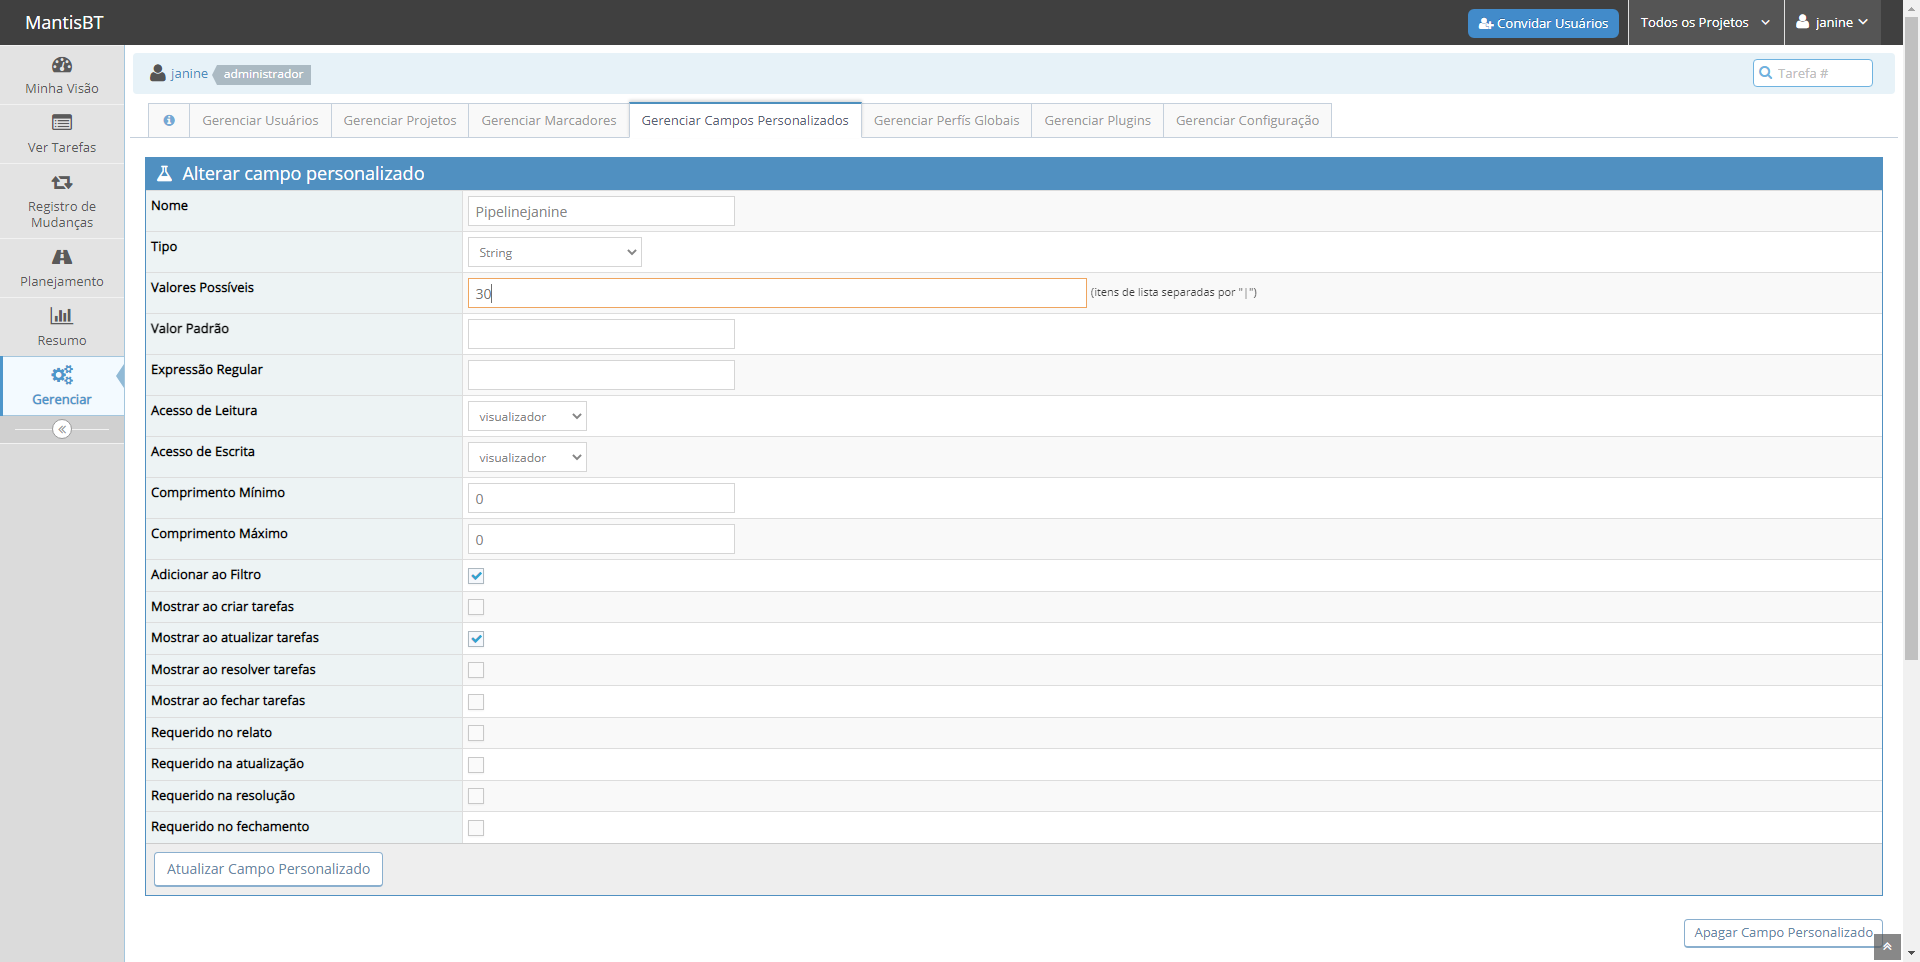 MantisBT
Convidar Usuários
Todos os Projetos
janine
Minha Visão
Ver Tarefas
Registro de
Mudanças
Planejamento
Resumo
Gerenciar
janine
administrador
Tarefa #
Gerenciar Usuários
Gerenciar Projetos
Gerenciar Marcadores
Gerenciar Campos Personalizados
Gerenciar Perfís Globais
Gerenciar Plugins
Gerenciar Configuração
Alterar campo personalizado
Nome
Pipelinejanine
Tipo
String
Valores Possíveis
30
(itens de lista separadas por "|")
Valor Padrão
Expressão Regular
Acesso de Leitura
visualizador
Acesso de Escrita
visualizador
Comprimento Mínimo
0
Comprimento Máximo
0
Adicionar ao Filtro
Mostrar ao criar tarefas
Mostrar ao atualizar tarefas
Mostrar ao resolver tarefas
Mostrar ao fechar tarefas
Requerido no relato
Requerido na atualização
Requerido na resolução
Requerido no fechamento
Atualizar Campo Personalizado
Apagar Campo Personalizado